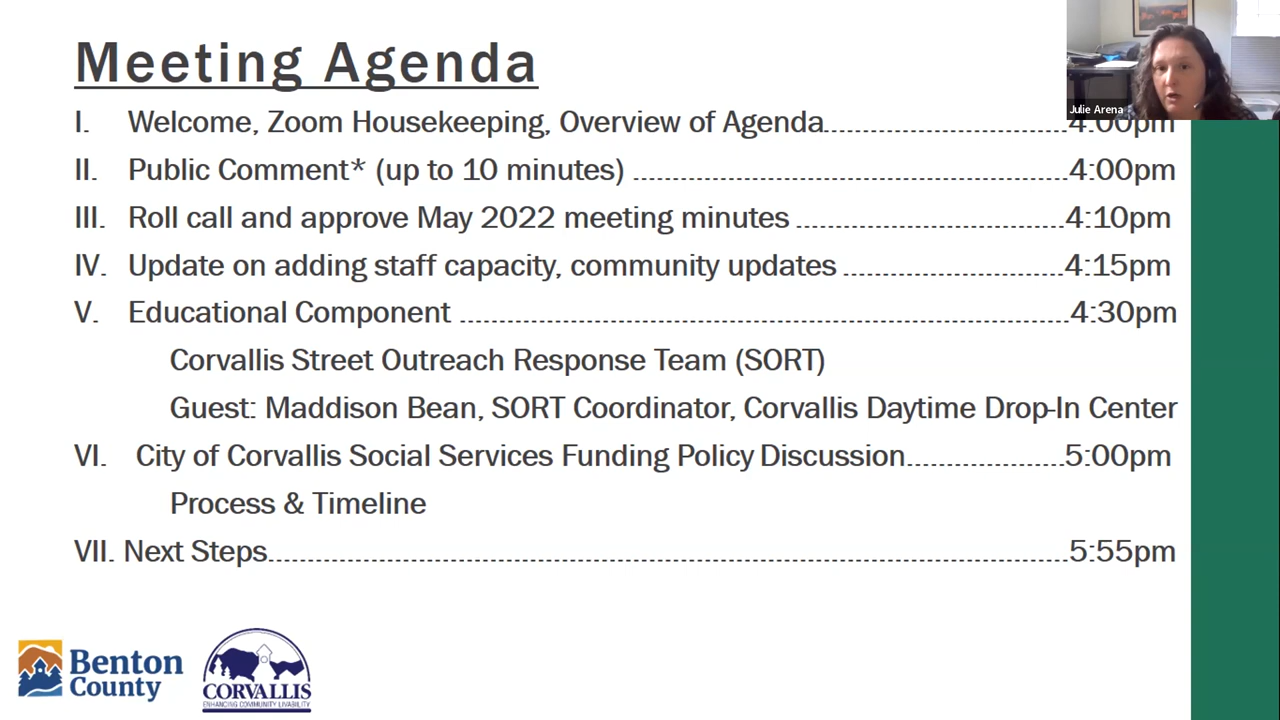 Meeting Agenda
Julie Arena
I. Welcome, Zoom Housekeeping, Overview of Agenda 4:00pm
II. Public Comment* (up to 10 minutes) 4:00pm
III. Roll call and approve May 2022 meeting minutes 4:10pm
IV. Update on adding staff capacity, community updates 4:15pm
V. Educational Component 4:30pm
Corvallis Street Outreach Response Team (SORT)
Guest: Maddison Bean, SORT Coordinator, Corvallis Daytime Drop-In Center
VI. City of Corvallis Social Services Funding Policy Discussion 5:00pm
Process & Timeline
VII. Next Steps 5:55pm
Benton
County
CORVALLIS
ENHANCING COMMUNITY LIVABILITY